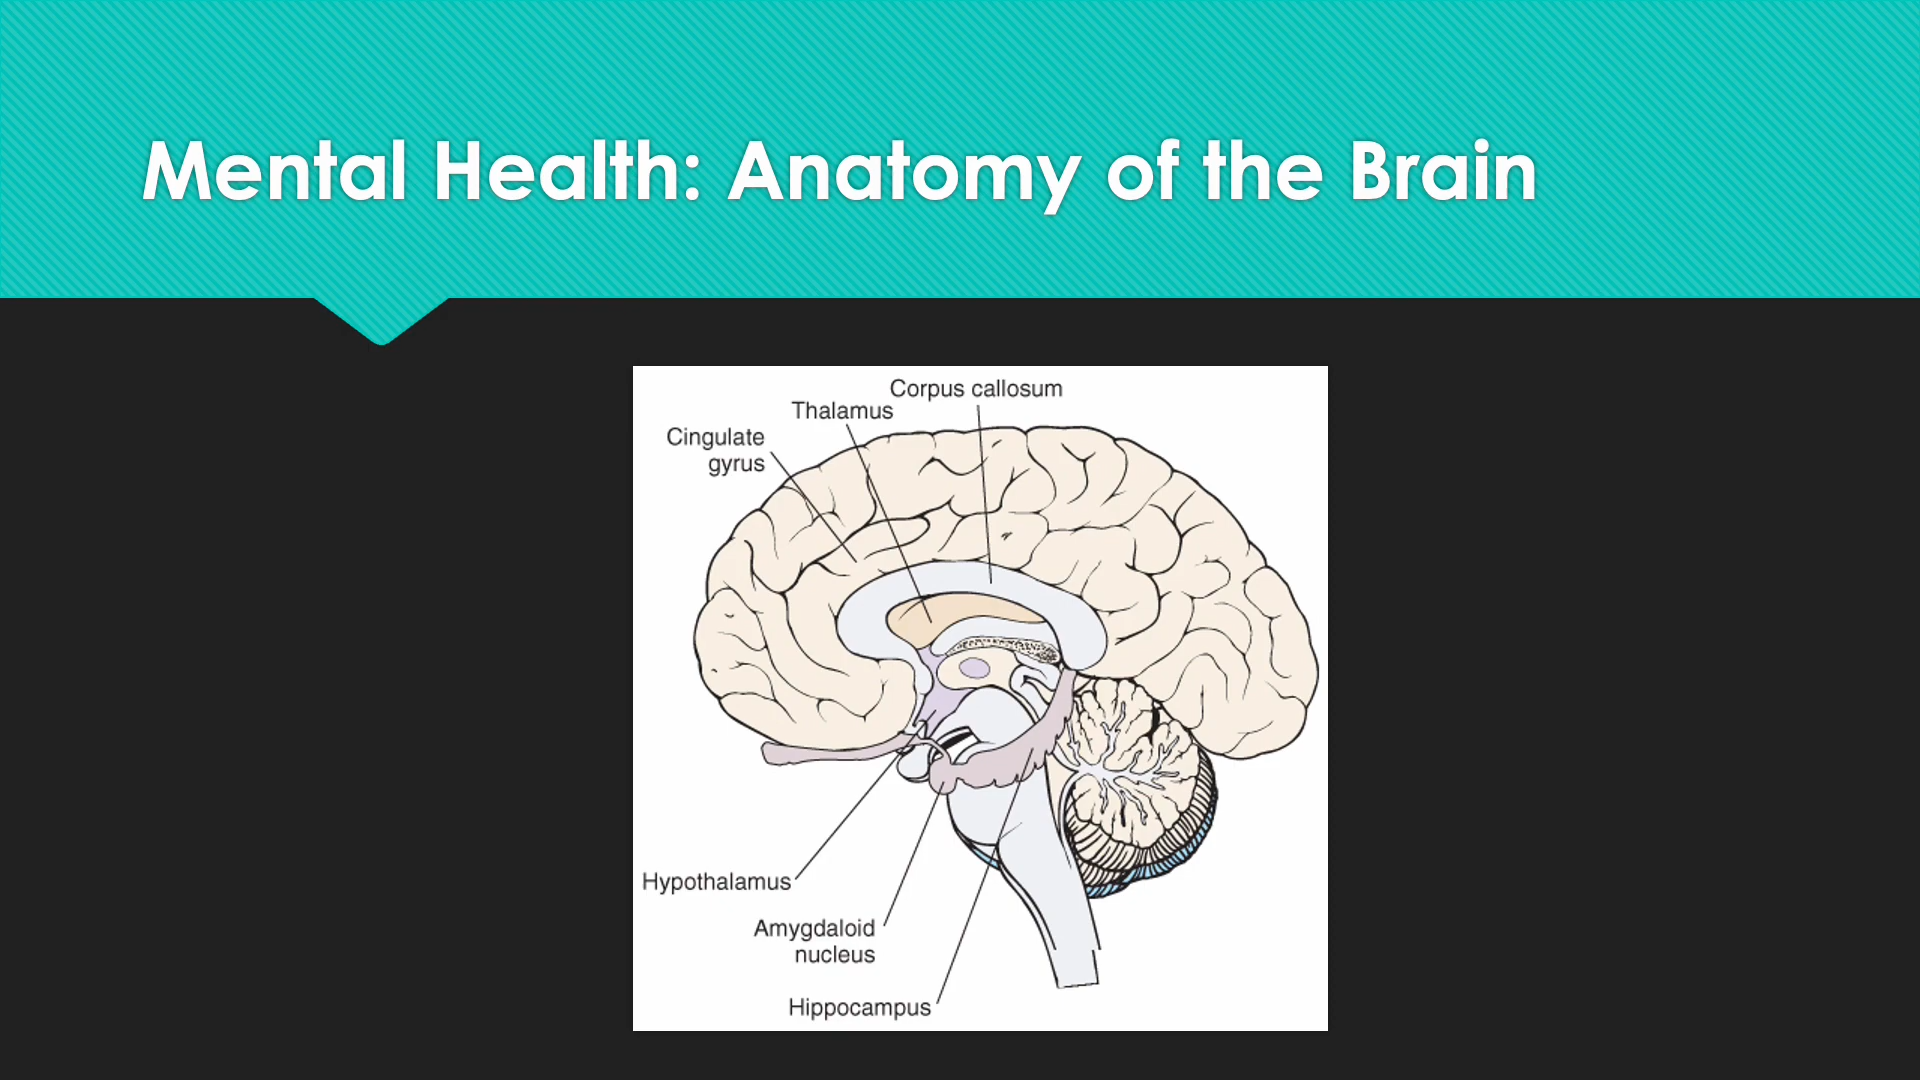 Mental Health: Anatomy of the Brain
Corpus callosum
Thalamus
Cingulate
gyrus
Hypothalamus
Amygdaloid
nucleus
Hippocampus